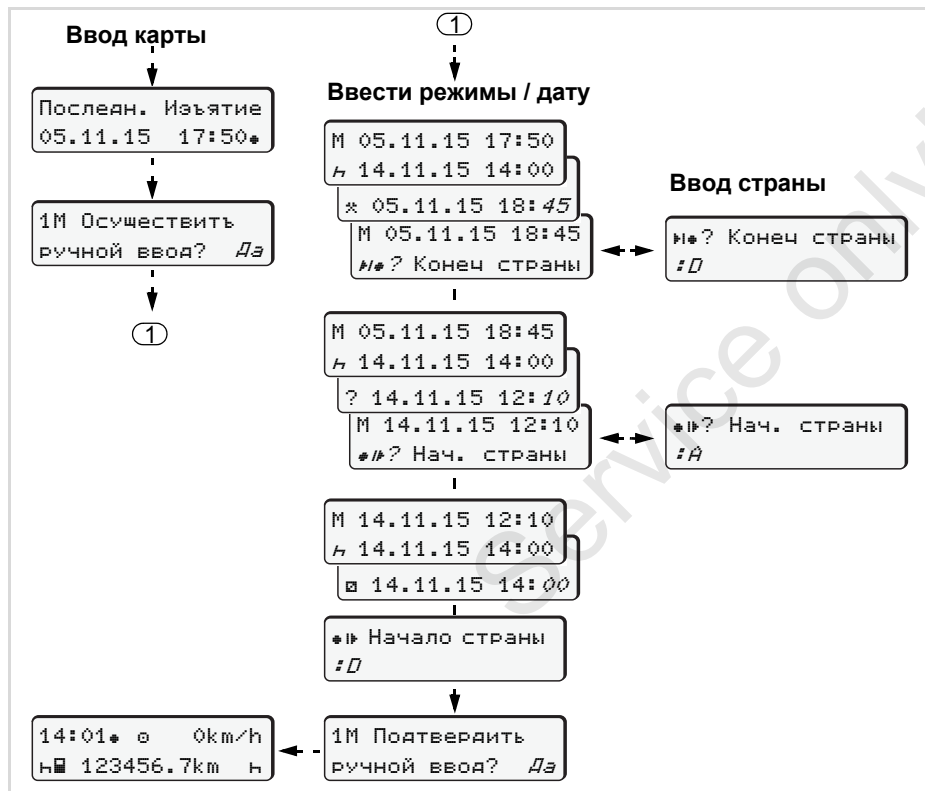 Ввод карты
Последн. Изъятие
05.11.15 17:50•
1М Осуществить
ручной ввод? Да
1
1
Ввести режимы / дату
М 05.11.15 17:50
14.11.15 14:00
05.11.15 18:45
М 05.11.15 18:45
? Конец страны
Ввод страны
? Конец страны
:D
М 05.11.15 18:45
14.11.15 14:00
? 14.11.15 12:10
М 14.11.15 12:10
? Нач. страны
? Нач. страны
:A
М 14.11.15 12:10
14.11.15 14:00
14.11.15 14:00
Начало страны
:D
1М Подтвердить
ручной ввод? Да
14:01• 0km/h
123456.7km
Service only